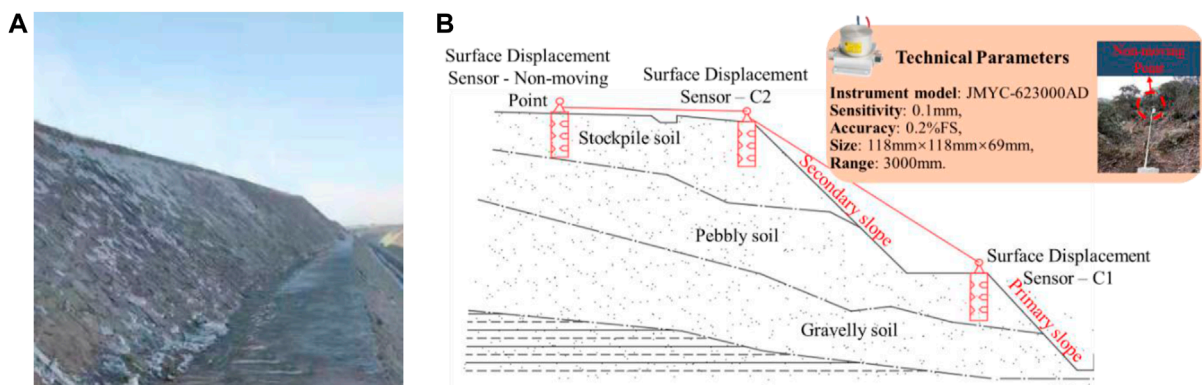 A
B
Surface Displacement
Sensor - Non-moving
Point
Surface Displacement
Sensor – C2
Technical Parameters
Instrument model: JMYC-623000AD
Sensitivity: 0.1mm,
Accuracy: 0.2%FS,
Size: 118mm×118mm×69mm,
Range: 3000mm.
Non-moving
Point
Stockpile soil
Secondary slope
Pebbly soil
Surface Displacement
Sensor – C1
Primary slope
Gravelly soil